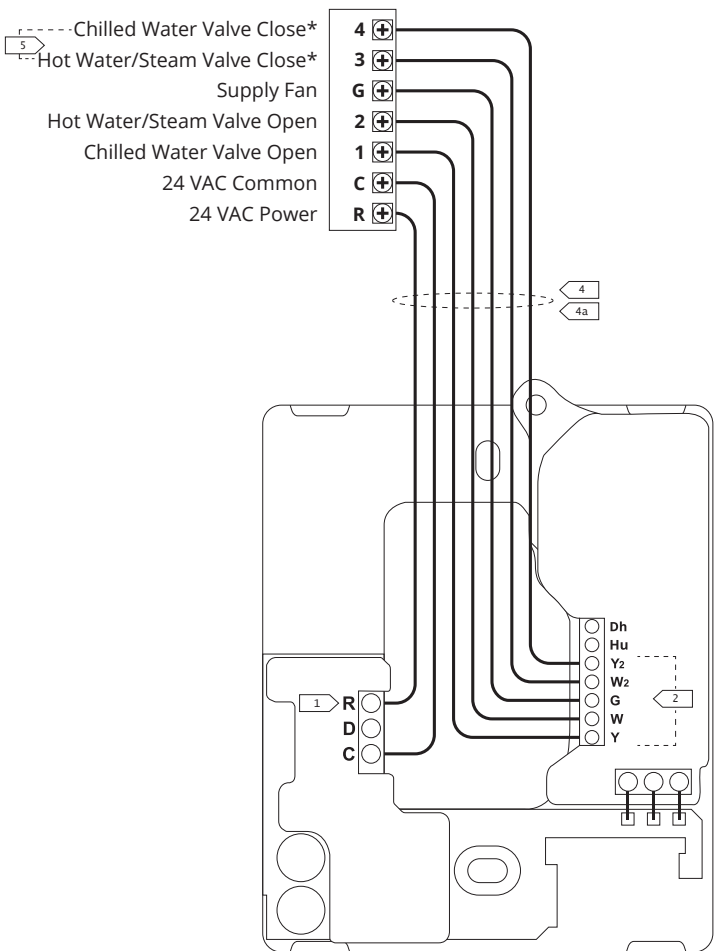 Chilled Water Valve Close* 4
5
Hot Water/Steam Valve Close* 3
Supply Fan G
Hot Water/Steam Valve Open 2
Chilled Water Valve Open 1
24 VAC Common C
24 VAC Power R
4
4a
Dh
Hu
Y2
W2
G
W
Y
2
1 R
D
C